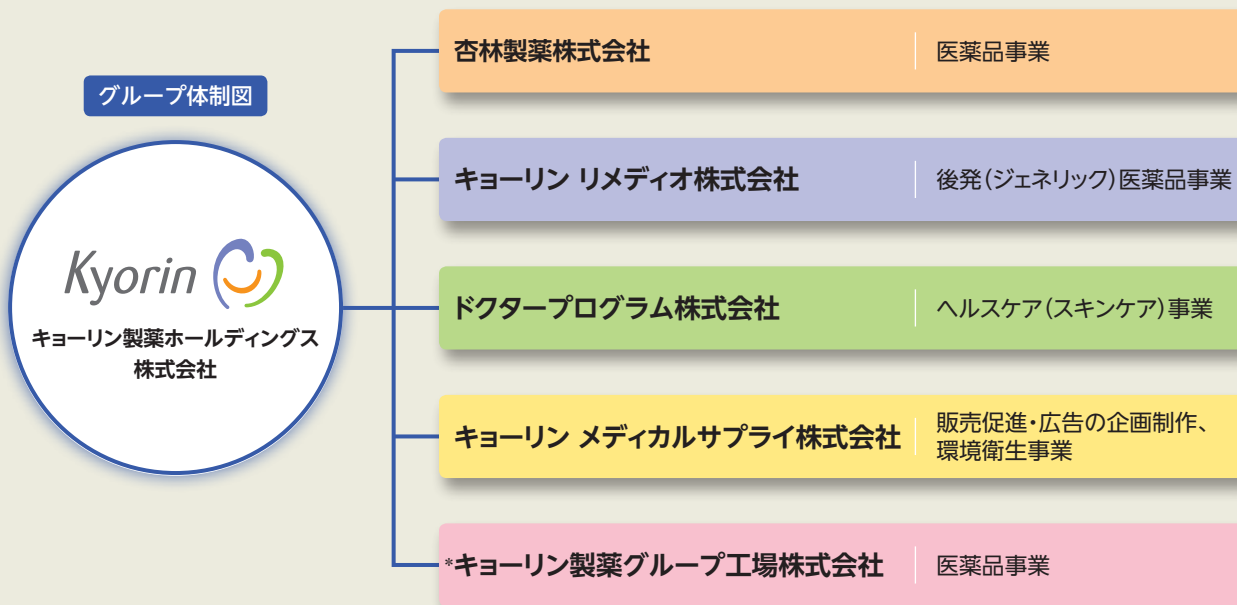 グループ体制図
Kyorin
キョーリン製薬ホールディングス
株式会社
杏林製薬株式会社 医薬品事業
キョーリン リメディオ株式会社 後発(ジェネリック)医薬品事業
ドクタープログラム株式会社 ヘルスケア(スキンケア)事業
キョーリン メディカルサプライ株式会社 販売促進・広告の企画制作、
環境衛生事業
*キョーリン製薬グループ工場株式会社 医薬品事業